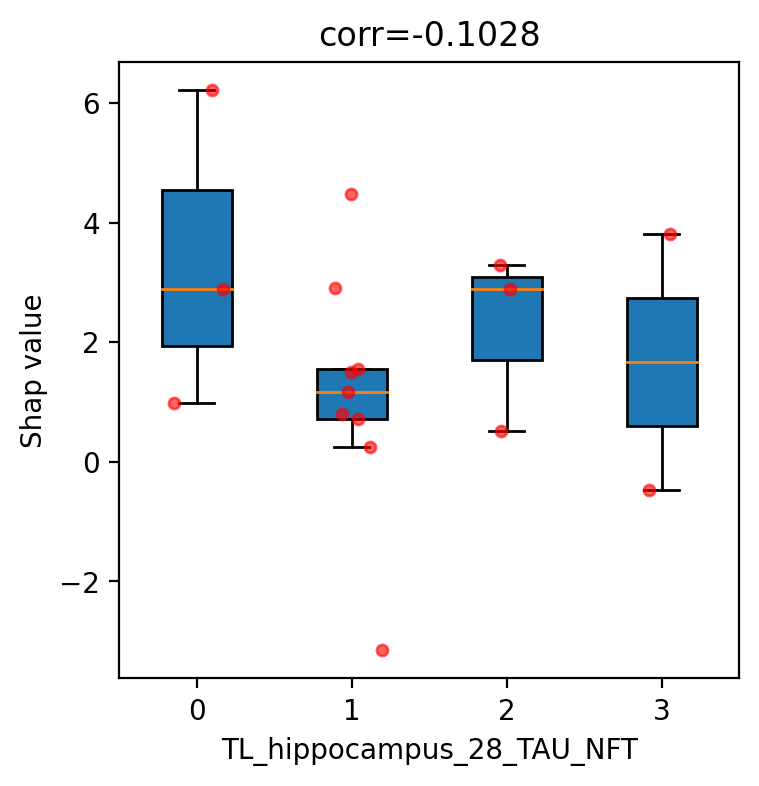 corr=-0.1028
6
4
2
0
−2
Shap value
0 1 2 3
TL_hippocampus_28_TAU_NFT